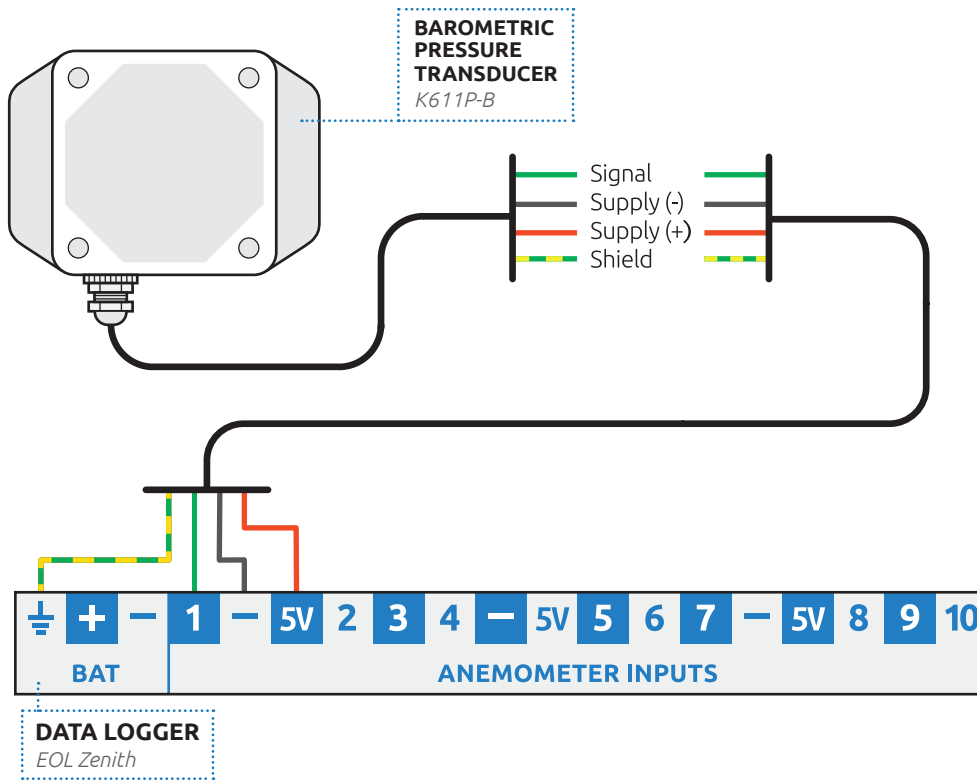 BAROMETRIC
PRESSURE
TRANSDUCER
K611P-B
Signal
Supply (-)
Supply (+)
Shield
+ − 1 − 5V 2 3 4 − 5V 5 6 7 − 5V 8 9 10
BAT ANEMOMETER INPUTS
DATA LOGGER
EOL Zenith